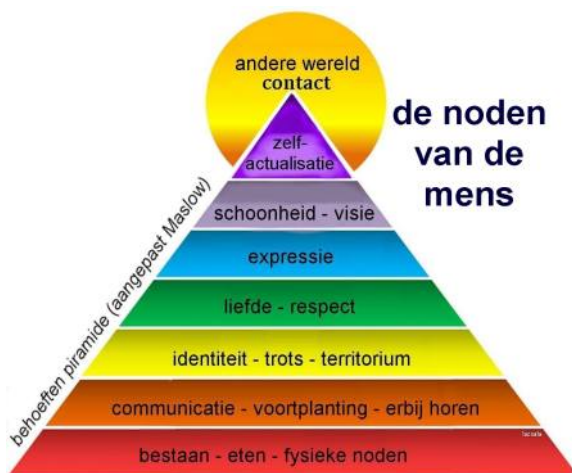 andere wereld
contact
de noden
van de
mens
zelf-
actualisatie
schoonheid - visie
expressie
liefde - respect
identiteit - trots - territorium
communicatie - voortplanting - erbij horen
bestaan - eten - fysieke noden
behoeften piramide (aangepast Maslow)